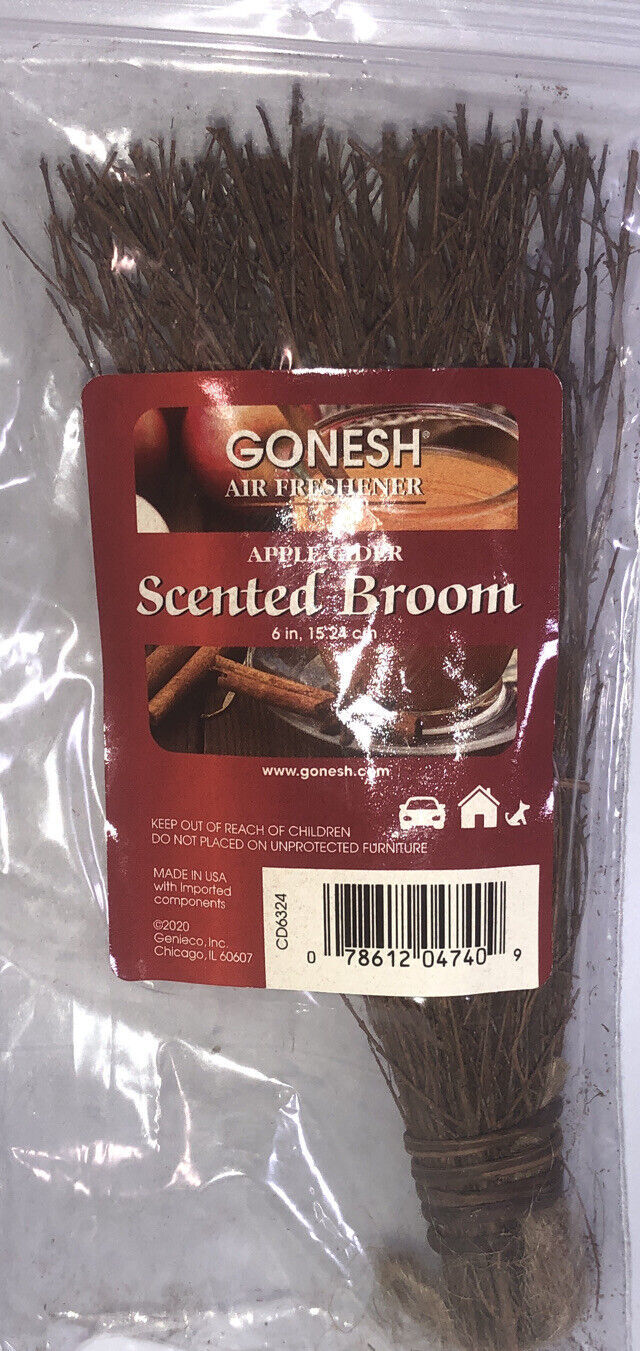 GONESH®
AIR FRESHENER
APPLE CIDER
Scented Broom
6 in, 15.24 cm
www.gonesh.com
KEEP OUT OF REACH OF CHILDREN
DO NOT PLACED ON UNPROTECTED FURNITURE
MADE IN USA
with Imported
components
©2020
Genieco, Inc.
Chicago, IL 60607
CD6324
0 78612 04740 9